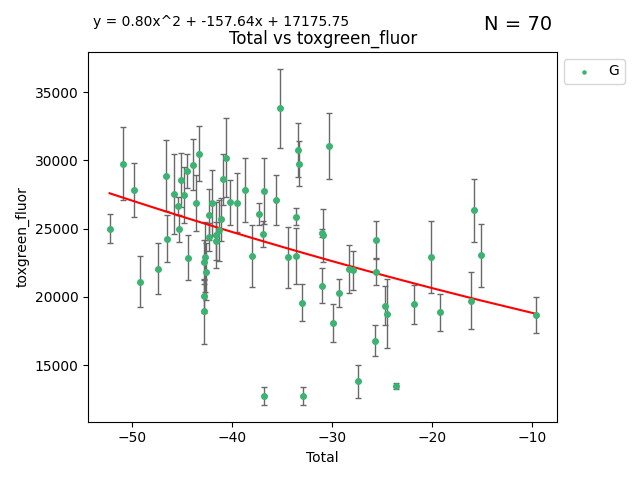 y = 0.80x^2 + -157.64x + 17175.75
N = 70
Total vs toxgreen_fluor
G
toxgreen_fluor
35000
30000
25000
20000
15000
−50
−40
−30
−20
−10
Total